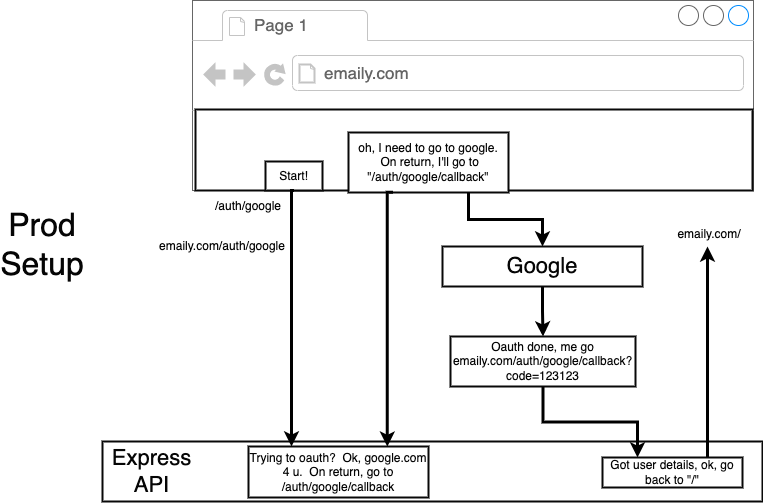 Page 1
emaily.com
oh, I need to go to google.
On return, I'll go to
"/auth/google/callback"
Start!
/auth/google
emaily.com/auth/google
Prod
Setup
emaily.com/
Google
Oauth done, me go
emaily.com/auth/google/callback?
code=123123
Express
API
Trying to oauth? Ok, google.com
4 u. On return, go to
/auth/google/callback
Got user details, ok, go
back to "/"